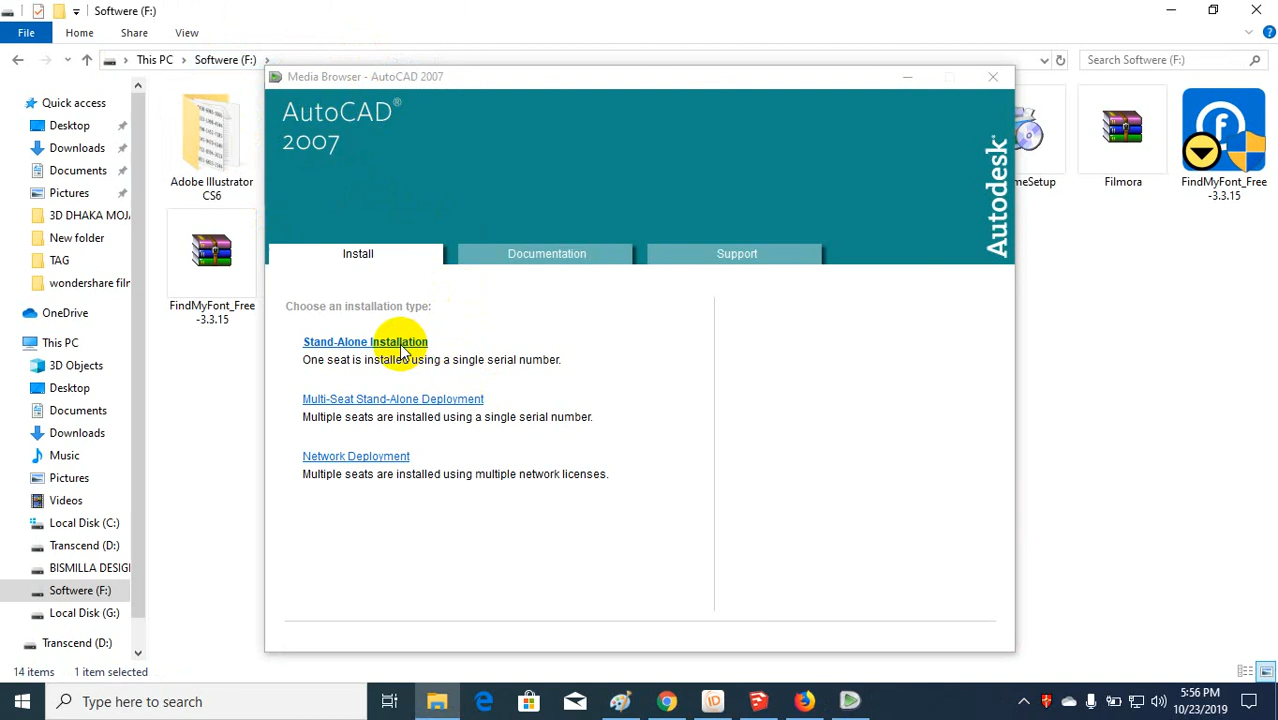 Softwere (F:)
File
Home
Share
View
This PC
Softwere (F:)
Search Softwere (F:)
Quick access
Desktop
Downloads
Documents
Pictures
3D DHAKA MOJA
New folder
TAG
wondershare film
OneDrive
This PC
3D Objects
Desktop
Documents
Downloads
Music
Pictures
Videos
Local Disk (C:)
Transcend (D:)
BISMILLA DESIGN
Softwere (F:)
Local Disk (G:)
Transcend (D:)
Adobe Illustrator
CS6
FindMyFont_Free
-3.3.15
meSetup
Filmora
FindMyFont_Free
-3.3.15
Media Browser - AutoCAD 2007
AutoCAD®
2007
Autodesk®
Install
Documentation
Support
Choose an installation type:
Stand-Alone Installation
One seat is installed using a single serial number.
Multi-Seat Stand-Alone Deployment
Multiple seats are installed using a single serial number.
Network Deployment
Multiple seats are installed using multiple network licenses.
14 items
1 item selected
Type here to search
5:56 PM
10/23/2019